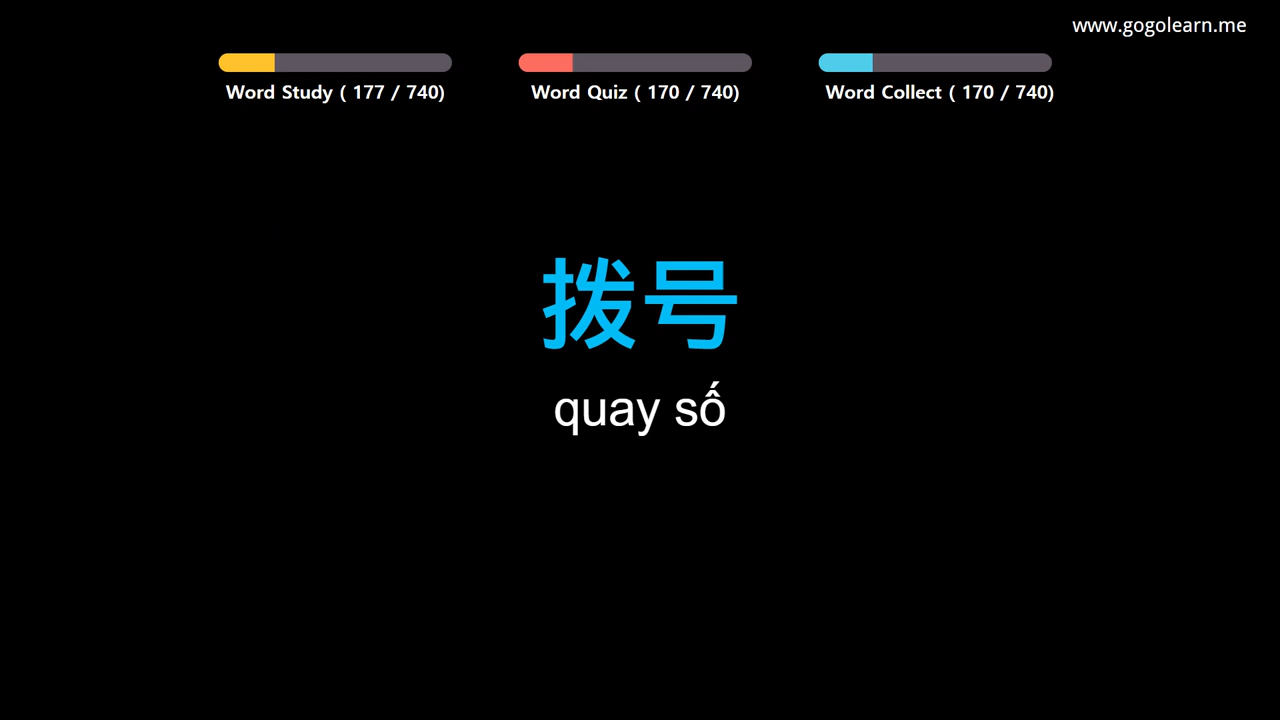 www.gogolearn.me
Word Study ( 177 / 740)
Word Quiz ( 170 / 740)
Word Collect ( 170 / 740)
拨号
quay số